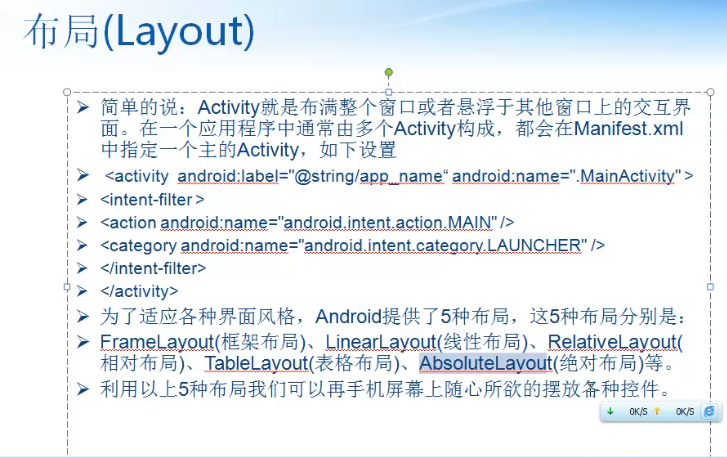 布局(Layout)
简单的说：Activity就是布满整个窗口或者悬浮于其他窗口上的交互界
面。在一个应用程序中通常由多个Activity构成，都会在Manifest.xml
中指定一个主的Activity，如下设置
<activity android:label="@string/app_name“ android:name=".MainActivity" >
<intent-filter >
<action android:name="android.intent.action.MAIN" />
<category android:name="android.intent.category.LAUNCHER" />
</intent-filter>
</activity>
为了适应各种界面风格，Android提供了5种布局，这5种布局分别是：
FrameLayout(框架布局)、LinearLayout(线性布局)、RelativeLayout(
相对布局)、TableLayout(表格布局)、AbsoluteLayout(绝对布局)等。
利用以上5种布局我们可以再手机屏幕上随心所欲的摆放各种控件。
0K/S 0K/S